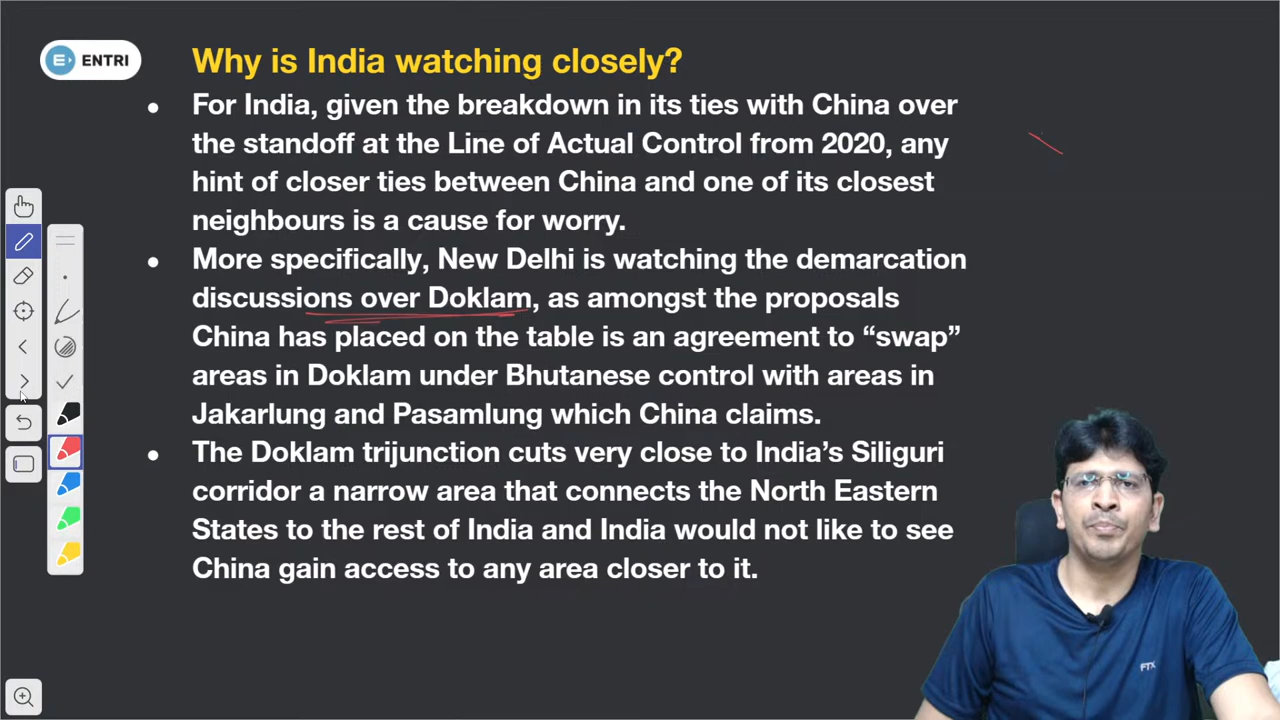 ENTRI
Why is India watching closely?
• For India, given the breakdown in its ties with China over
the standoff at the Line of Actual Control from 2020, any
hint of closer ties between China and one of its closest
neighbours is a cause for worry.
• More specifically, New Delhi is watching the demarcation
discussions over Doklam, as amongst the proposals
China has placed on the table is an agreement to “swap”
areas in Doklam under Bhutanese control with areas in
Jakarlung and Pasamlung which China claims.
• The Doklam trijunction cuts very close to India’s Siliguri
corridor a narrow area that connects the North Eastern
States to the rest of India and India would not like to see
China gain access to any area closer to it.
FTX